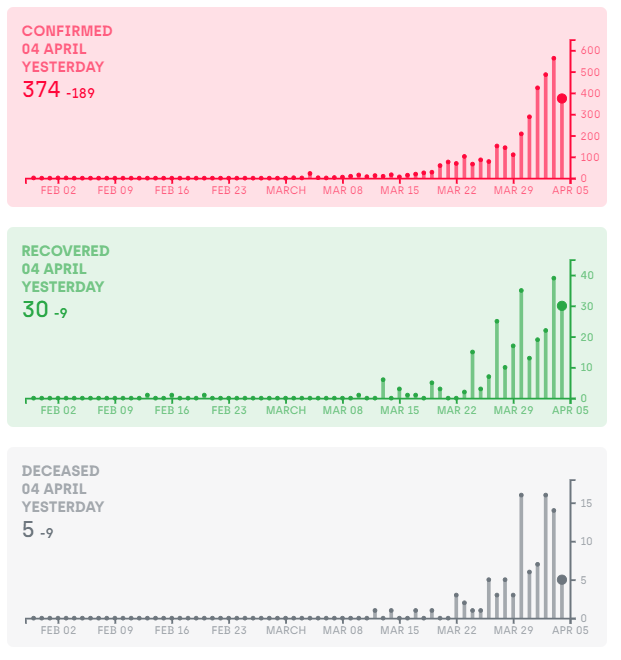 CONFIRMED
04 APRIL
YESTERDAY
374 -189
600
500
400
300
200
100
0
FEB 02 FEB 09 FEB 16 FEB 23 MARCH MAR 08 MAR 15 MAR 22 MAR 29 APR 05
RECOVERED
04 APRIL
YESTERDAY
30 -9
40
30
20
10
0
FEB 02 FEB 09 FEB 16 FEB 23 MARCH MAR 08 MAR 15 MAR 22 MAR 29 APR 05
DECEASED
04 APRIL
YESTERDAY
5 -9
15
10
5
0
FEB 02 FEB 09 FEB 16 FEB 23 MARCH MAR 08 MAR 15 MAR 22 MAR 29 APR 05